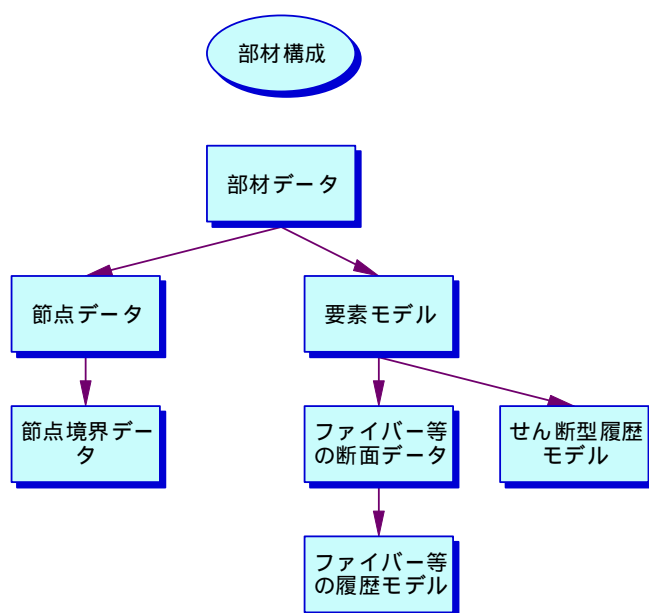 部材構成
部材データ
節点データ
要素モデル
節点境界デー
タ
ファイバー等
の断面データ
せん断型履歴
モデル
ファイバー等
の履歴モデル